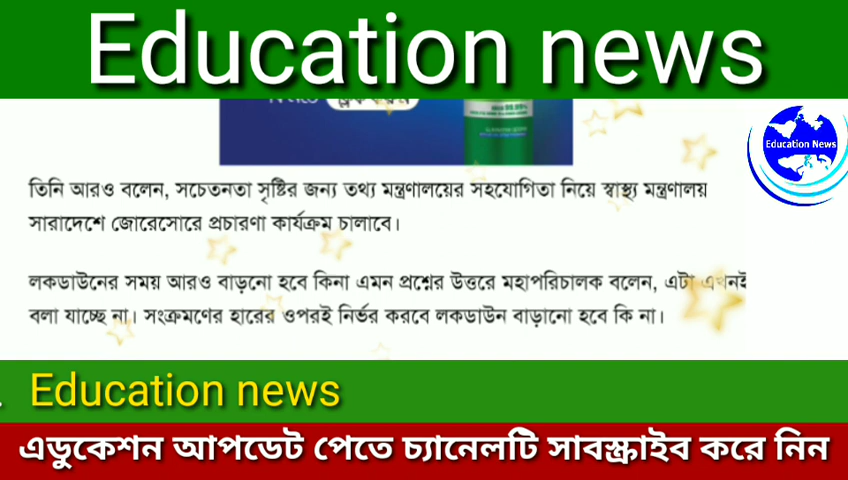 Education news
ক্লিক করুন
Education News
তিনি আরও বলেন, সচেতনতা সৃষ্টির জন্য তথ্য মন্ত্রণালয়ের সহযোগিতা নিয়ে স্বাস্থ্য মন্ত্রণালয়
সারাদেশে জোরেসোরে প্রচারণা কার্যক্রম চালাবে।
লকডাউনের সময় আরও বাড়নো হবে কিনা এমন প্রশ্নের উত্তরে মহাপরিচালক বলেন, এটা এখনই
বলা যাচ্ছে না। সংক্রমণের হারের ওপরই নির্ভর করবে লকডাউন বাড়ানো হবে কি না।
. Education news
এডুকেশন আপডেট পেতে চ্যানেলটি সাবস্ক্রাইব করে নিন